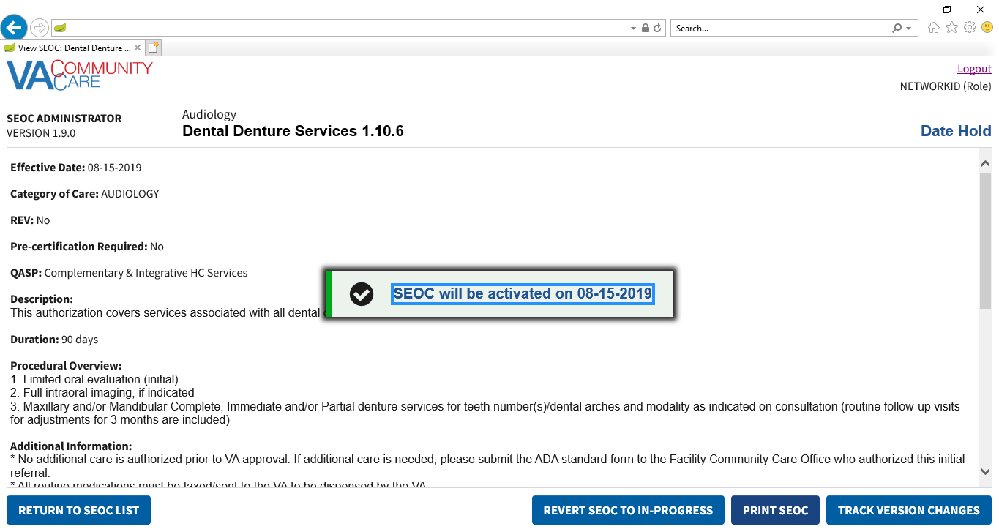 Search...
View SEOC: Dental Denture ...
VA COMMUNITY CARE
Logout
NETWORKID (Role)
SEOC ADMINISTRATOR
VERSION 1.9.0
Audiology
Dental Denture Services 1.10.6
Date Hold
Effective Date: 08-15-2019
Category of Care: AUDIOLOGY
REV: No
Pre-certification Required: No
QASP: Complementary & Integrative HC Services
SEOC will be activated on 08-15-2019
Description:
This authorization covers services associated with all dental
Duration: 90 days
Procedural Overview:
1. Limited oral evaluation (initial)
2. Full intraoral imaging, if indicated
3. Maxillary and/or Mandibular Complete, Immediate and/or Partial denture services for teeth number(s)/dental arches and modality as indicated on consultation (routine follow-up visits
for adjustments for 3 months are included)
Additional Information:
* No additional care is authorized prior to VA approval. If additional care is needed, please submit the ADA standard form to the Facility Community Care Office who authorized this initial
referral.
* All routine medications must be faxed/sent to the VA to be dispensed by the VA
RETURN TO SEOC LIST
REVERT SEOC TO IN-PROGRESS
PRINT SEOC
TRACK VERSION CHANGES